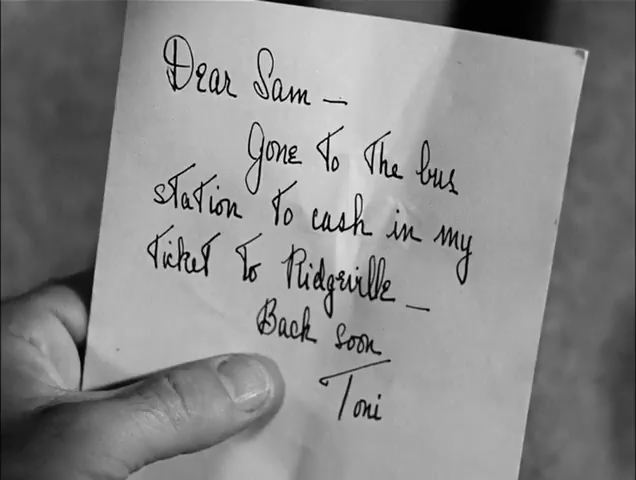 Dear Sam —
Gone to the bus
station to cash in my
ticket to Ridgeville —
Back soon
Toni